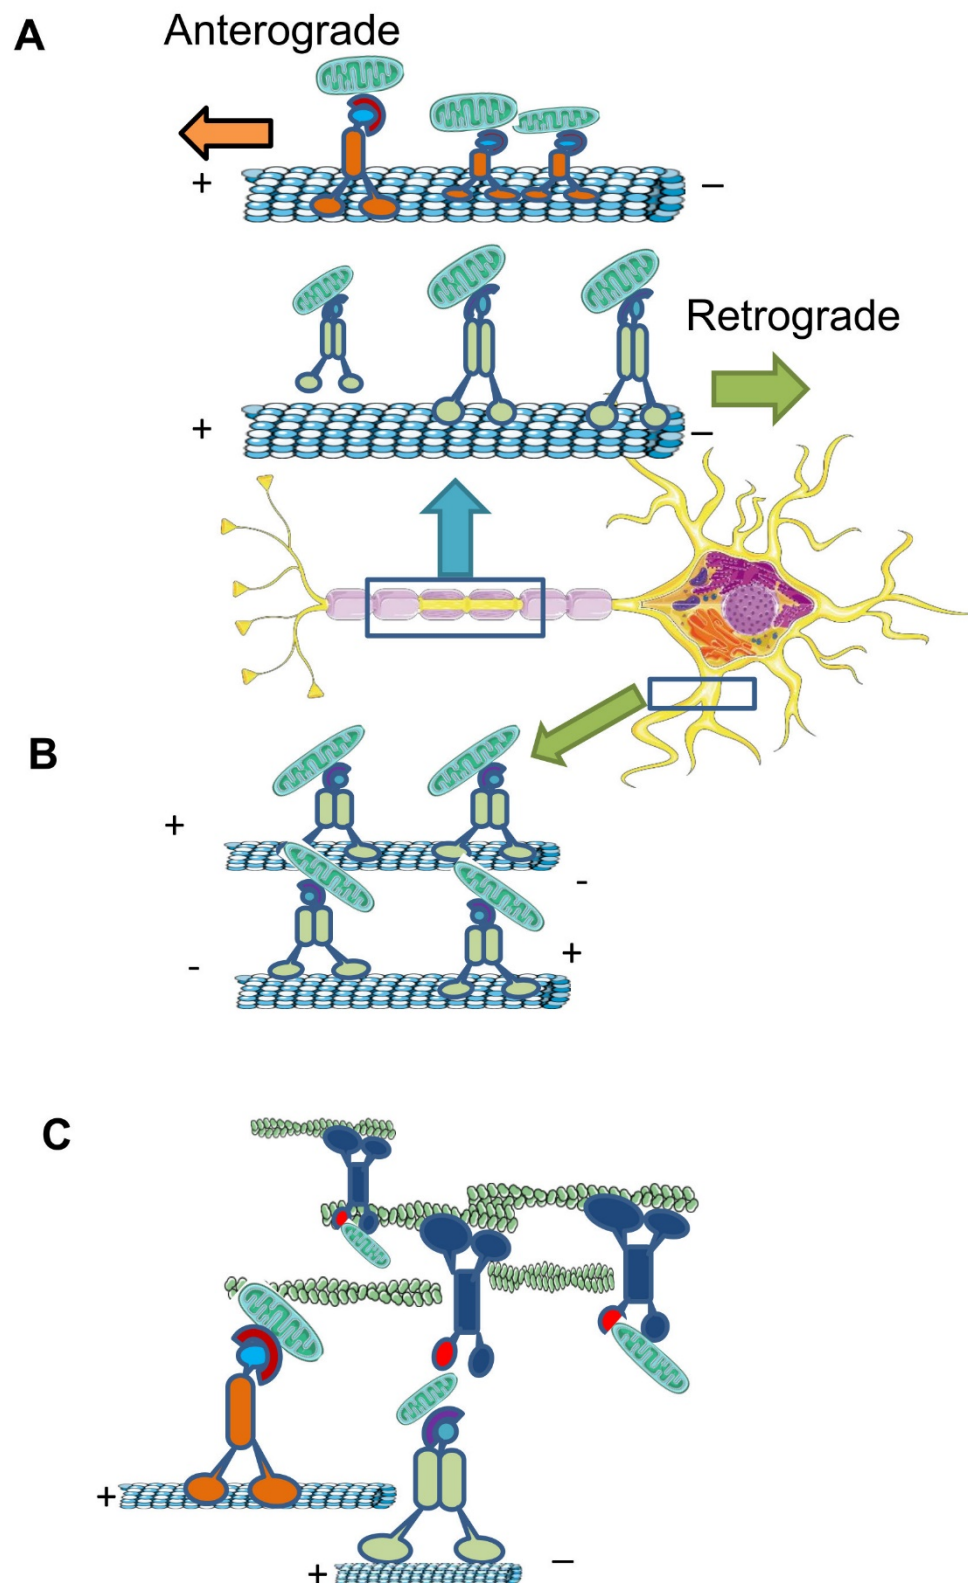 A
Anterograde
+ –
Retrograde
+ –
B
+
-
- +
C
+
+ –